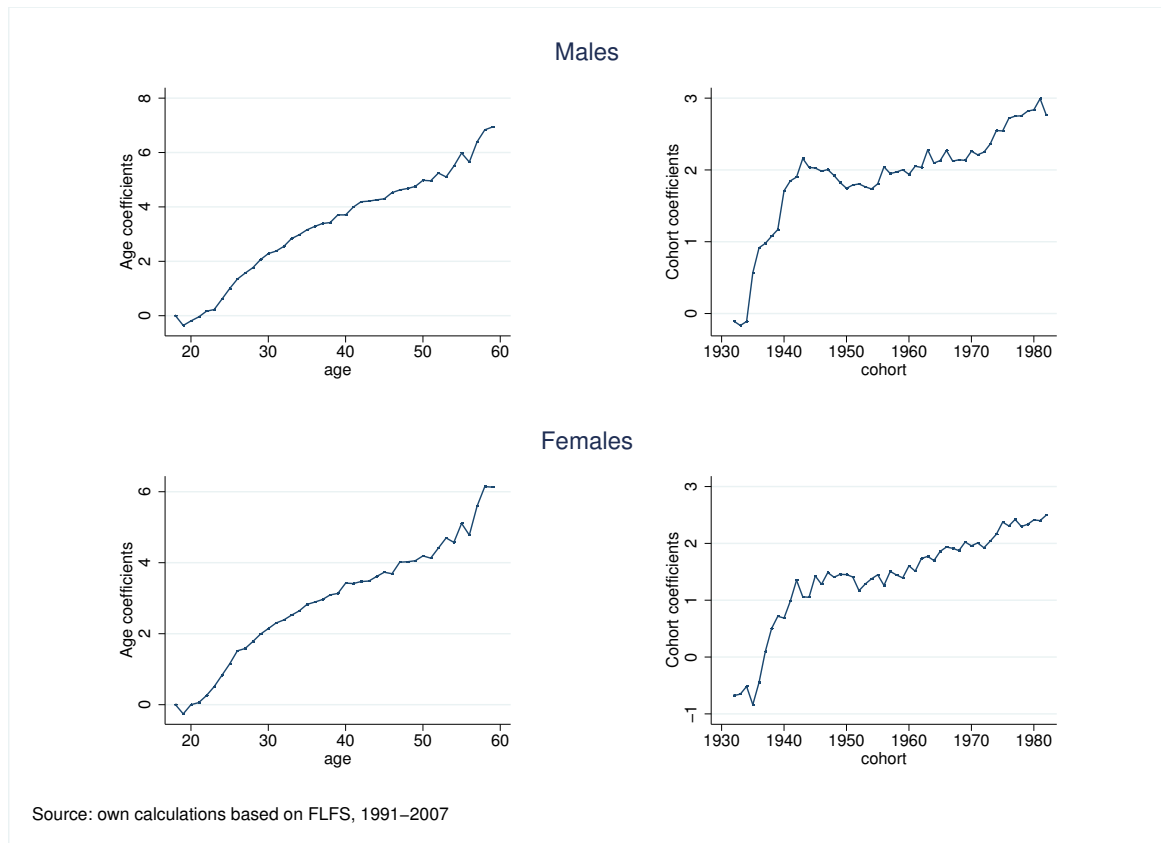 Males
Age coefficients
0 2 4 6 8
20 30 40 50 60
age
Cohort coefficients
0 1 2 3
1930 1940 1950 1960 1970 1980
cohort
Females
Age coefficients
0 2 4 6
20 30 40 50 60
age
Cohort coefficients
−1 0 1 2 3
1930 1940 1950 1960 1970 1980
cohort
Source: own calculations based on FLFS, 1991−2007